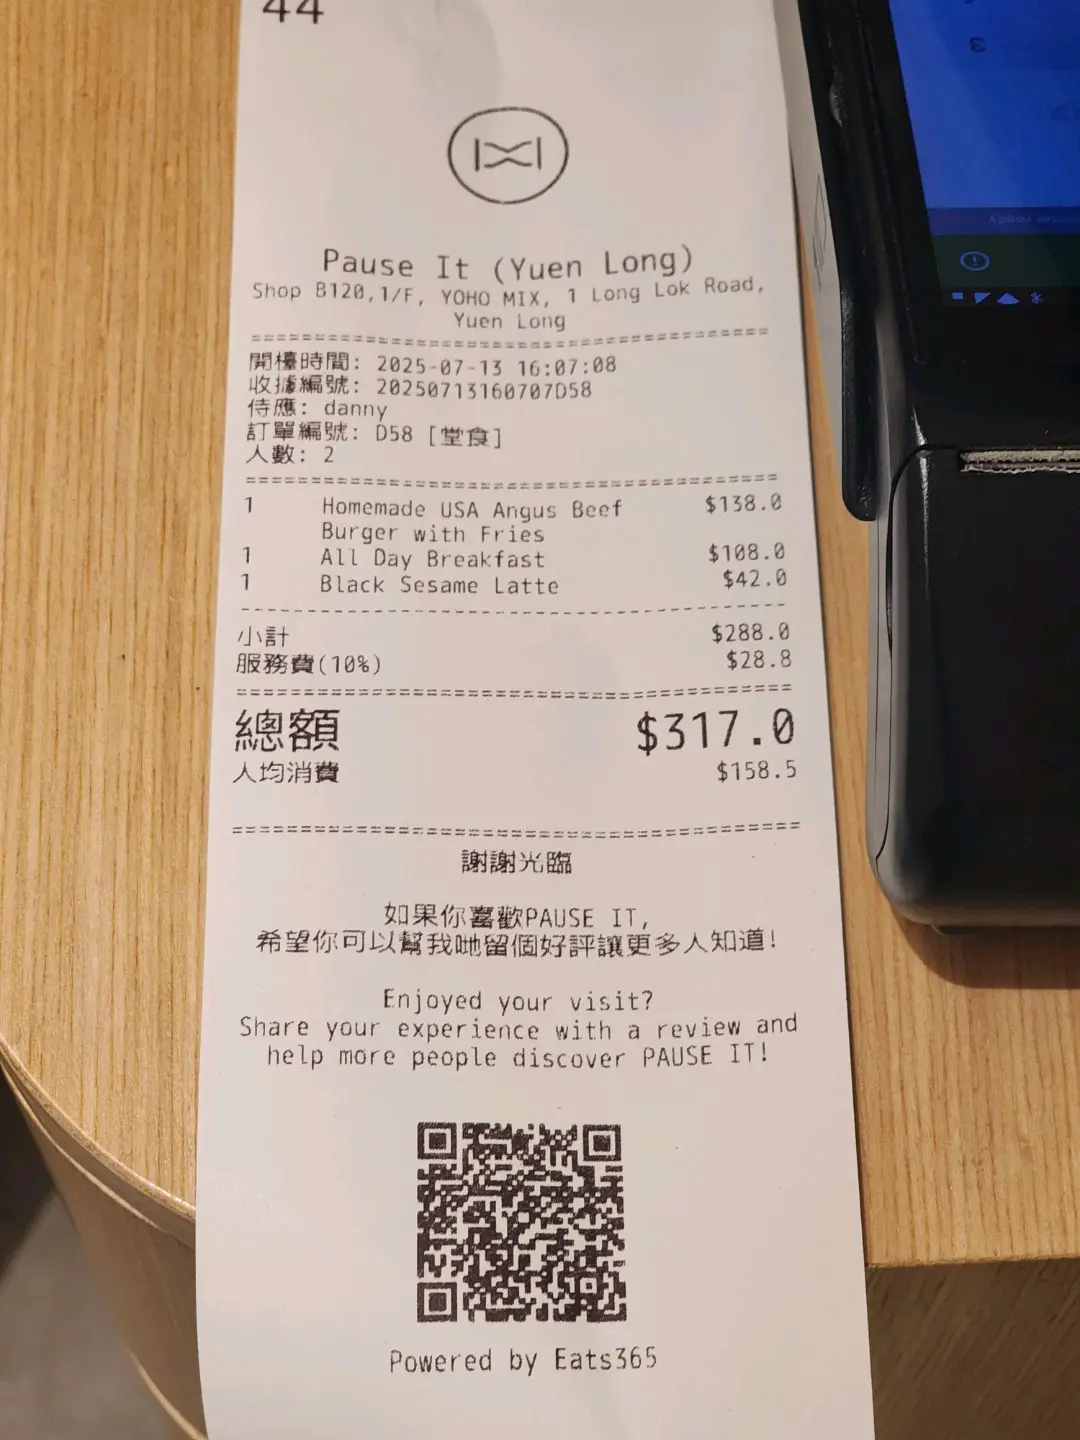 44
Pause It (Yuen Long)
Shop B120,1/F, YOHO MIX, 1 Long Lok Road,
Yuen Long
開檯時間: 2025-07-13 16:07:08
收據編號: 20250713160707D58
侍應: danny
訂單編號: D58 [堂食]
人數: 2
1 Homemade USA Angus Beef $138.0
Burger with Fries
1 All Day Breakfast $108.0
1 Black Sesame Latte $42.0
小計 $288.0
服務費(10%) $28.8
總額 $317.0
人均消費 $158.5
謝謝光臨
如果你喜歡PAUSE IT,
希望你可以幫我哋留個好評讓更多人知道!
Enjoyed your visit?
Share your experience with a review and
help more people discover PAUSE IT!
Powered by Eats365